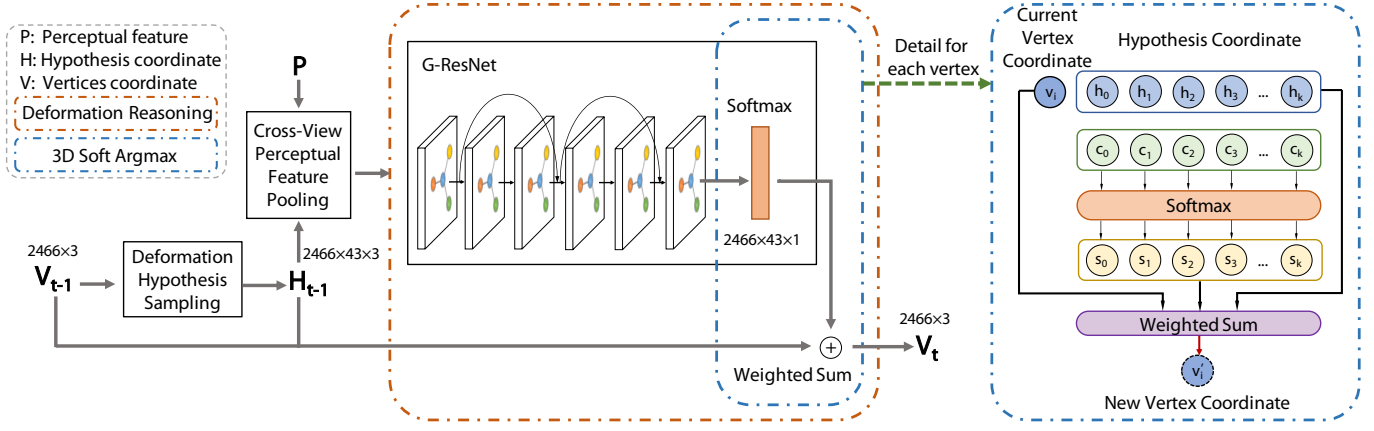 P: Perceptual feature
H: Hypothesis coordinate
V: Vertices coordinate
Deformation Reasoning
3D Soft Argmax
P
Cross-View
Perceptual
Feature
Pooling
2466×3
V_{t-1}
Deformation
Hypothesis
Sampling
2466×43×3
H_{t-1}
G-ResNet
Softmax
2466×43×1
+
Weighted Sum
2466×3
V_t
Detail for
each vertex
Current
Vertex
Coordinate
Hypothesis Coordinate
v_i
h_0 h_1 h_2 h_3 ... h_k
c_0 c_1 c_2 c_3 ... c_k
Softmax
s_0 s_1 s_2 s_3 ... s_k
Weighted Sum
v_i′
New Vertex Coordinate